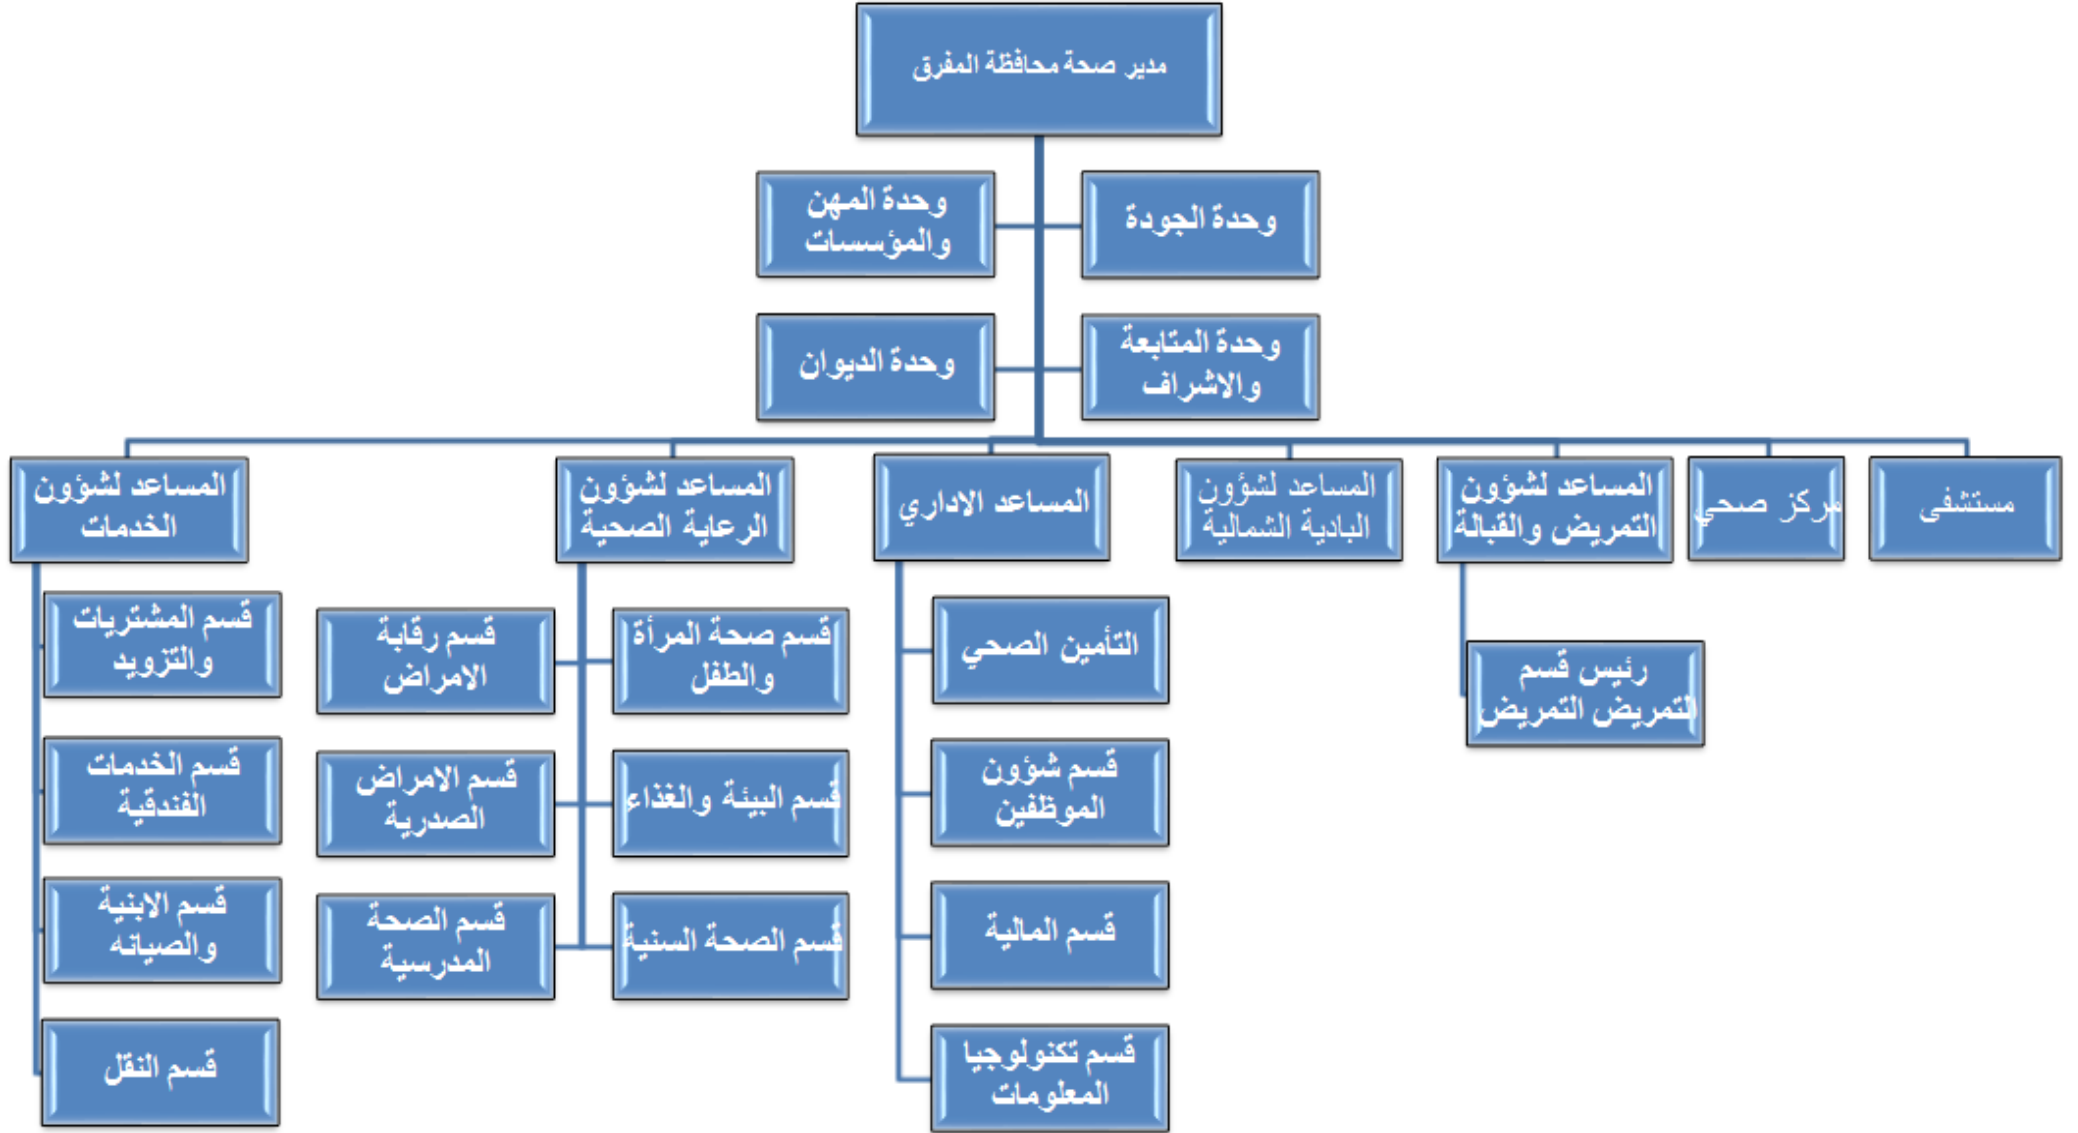 مدير صحة محافظة المفرق
وحدة الجودة
وحدة المهن
والمؤسسات
وحدة المتابعة
والاشراف
وحدة الديوان
مستشفى
مركز صحي
المساعد لشؤون
التمريض والقبالة
المساعد لشؤون
البادية الشمالية
المساعد الاداري
المساعد لشؤون
الرعاية الصحية
المساعد لشؤون
الخدمات
رئيس قسم
التمريض التمريض
التأمين الصحي
قسم شؤون
الموظفين
قسم المالية
قسم تكنولوجيا
المعلومات
قسم صحة المرأة
والطفل
قسم رقابة
الامراض
قسم البيئة والغذاء
قسم الامراض
الصدرية
قسم الصحة السنية
قسم الصحة
المدرسية
قسم المشتريات
والتزويد
قسم الخدمات
الفندقية
قسم الابنية
والصيانه
قسم النقل